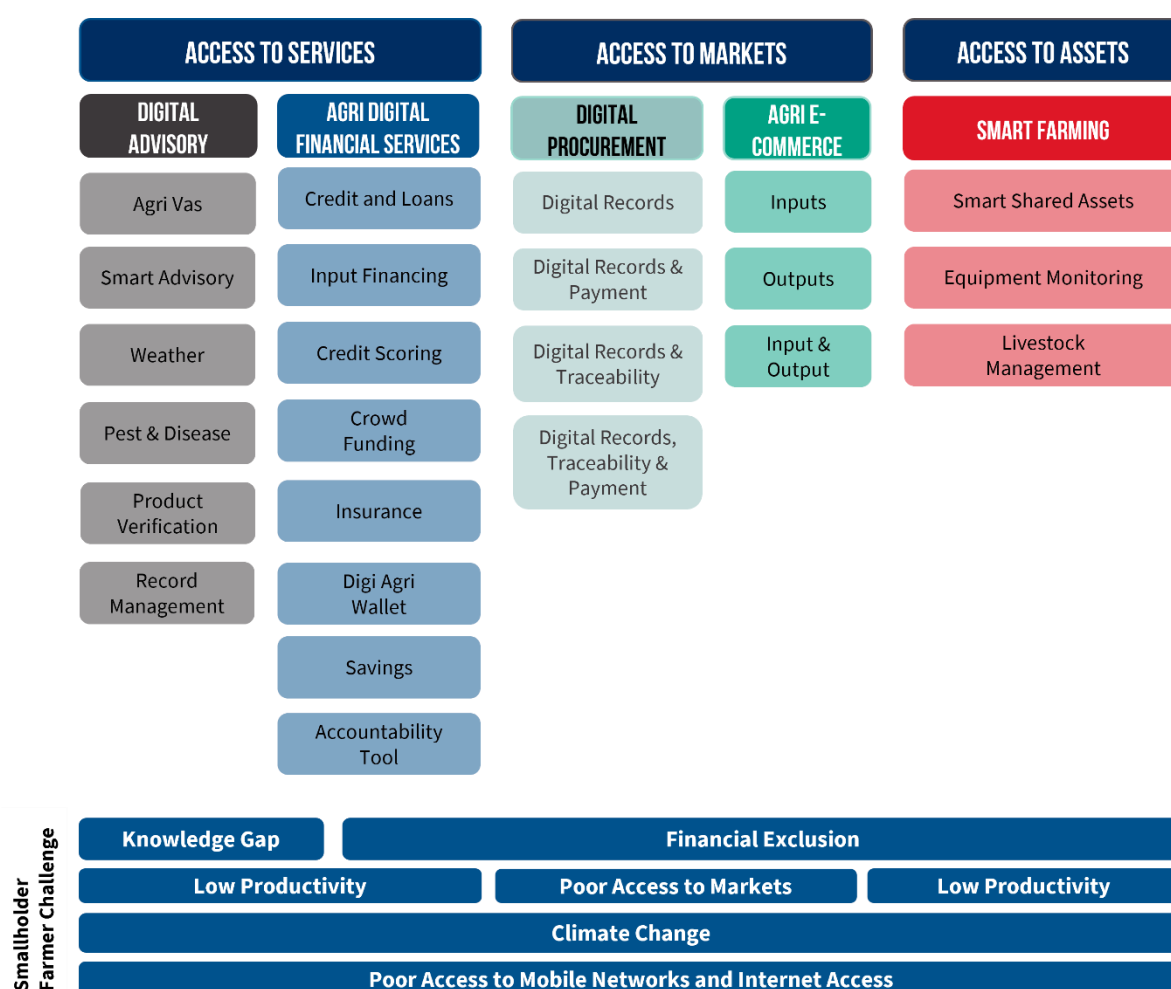 ACCESS TO SERVICES
ACCESS TO MARKETS
ACCESS TO ASSETS
DIGITAL
ADVISORY
AGRI DIGITAL
FINANCIAL SERVICES
DIGITAL
PROCUREMENT
AGRI E-
COMMERCE
SMART FARMING
Agri Vas
Smart Advisory
Weather
Pest & Disease
Product
Verification
Record
Management
Credit and Loans
Input Financing
Credit Scoring
Crowd
Funding
Insurance
Digi Agri
Wallet
Savings
Accountability
Tool
Digital Records
Digital Records &
Payment
Digital Records &
Traceability
Digital Records,
Traceability &
Payment
Inputs
Outputs
Input &
Output
Smart Shared Assets
Equipment Monitoring
Livestock
Management
Smallholder
Farmer Challenge
Knowledge Gap
Financial Exclusion
Low Productivity
Poor Access to Markets
Low Productivity
Climate Change
Poor Access to Mobile Networks and Internet Access